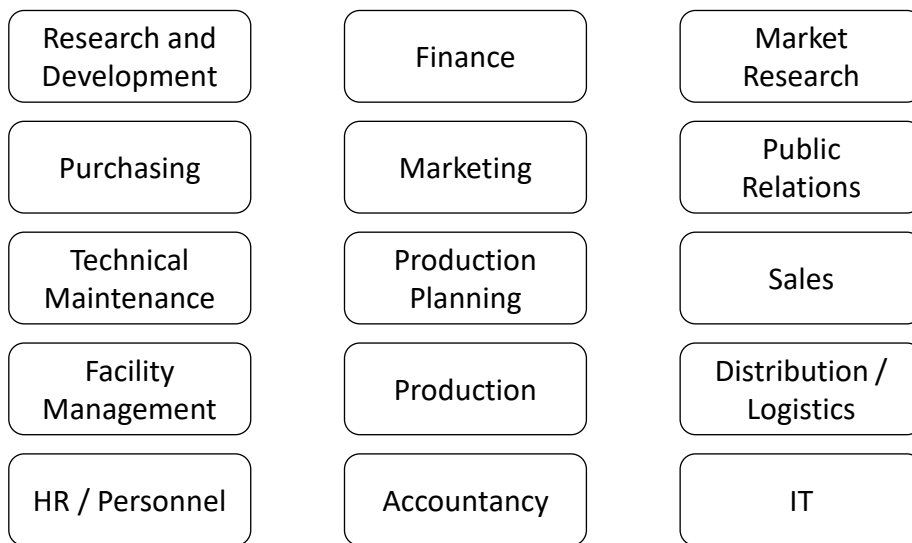 Research and
Development
Finance
Market
Research
Purchasing
Marketing
Public
Relations
Technical
Maintenance
Production
Planning
Sales
Facility
Management
Production
Distribution /
Logistics
HR / Personnel
Accountancy
IT